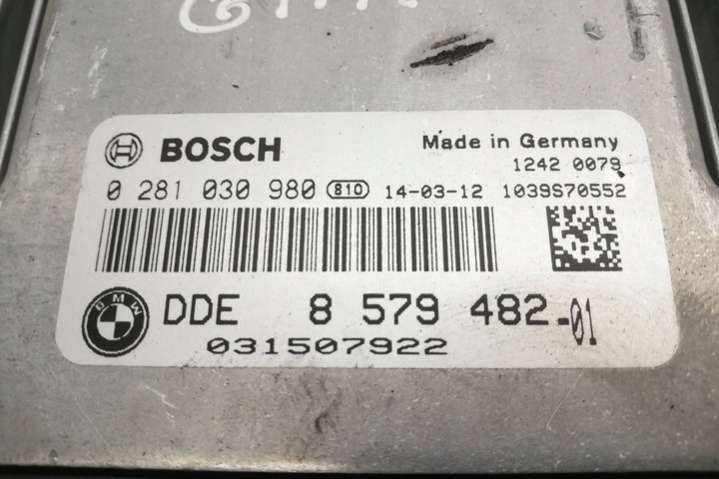 BOSCH Made in Germany
1242 0079
0 281 030 980 810 14-03-12 1039S70552
BMW DDE 8 579 482-01
031507922